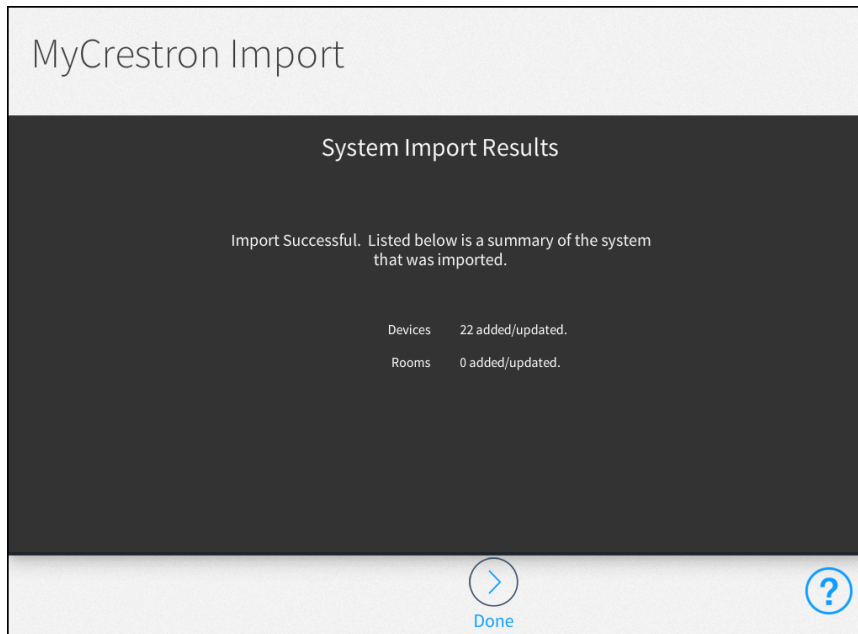 MyCrestron Import
System Import Results
Import Successful. Listed below is a summary of the system
that was imported.
Devices 22 added/updated.
Rooms 0 added/updated.
?
Done